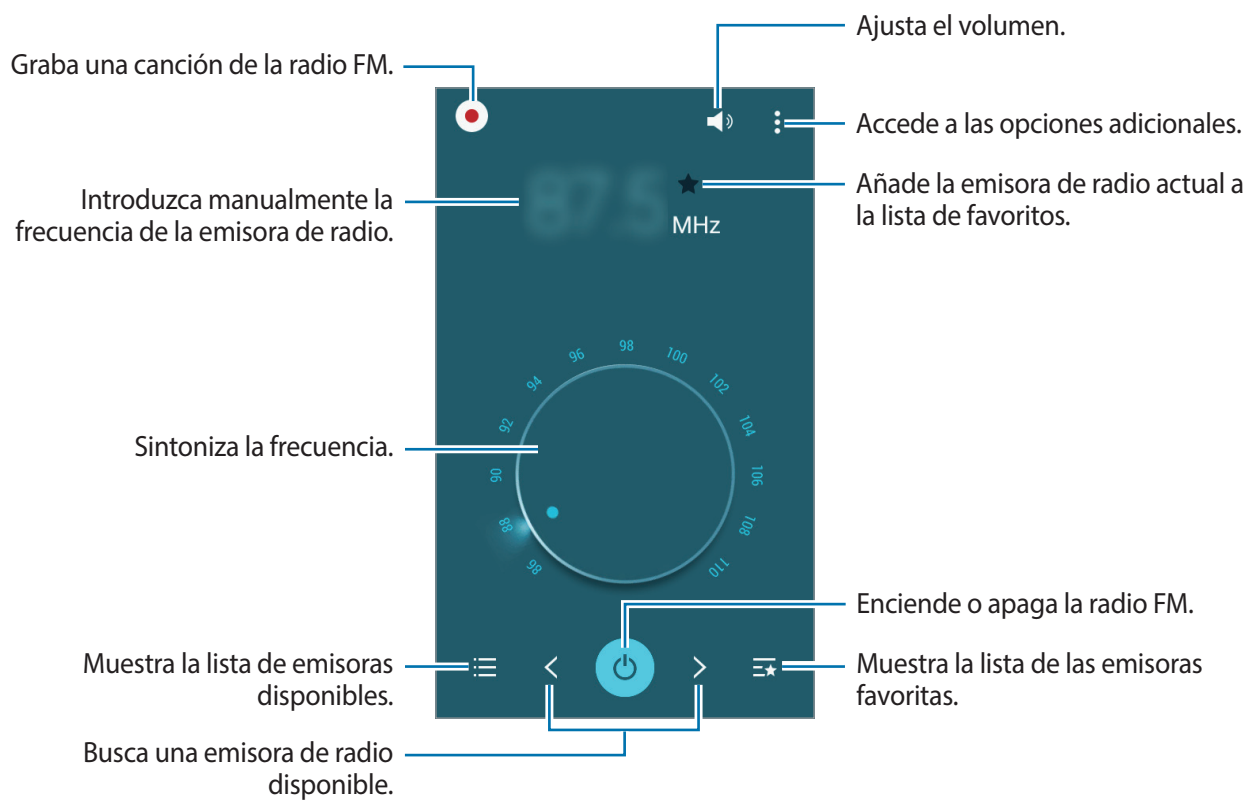 Ajusta el volumen.
Graba una canción de la radio FM.
Accede a las opciones adicionales.
Introduzca manualmente la
frecuencia de la emisora de radio.
87.5
MHz
Añade la emisora de radio actual a
la lista de favoritos.
86
88
90
92
94
96
98
100
102
104
106
108
110
Sintoniza la frecuencia.
Enciende o apaga la radio FM.
Muestra la lista de emisoras
disponibles.
Muestra la lista de las emisoras
favoritas.
Busca una emisora de radio
disponible.